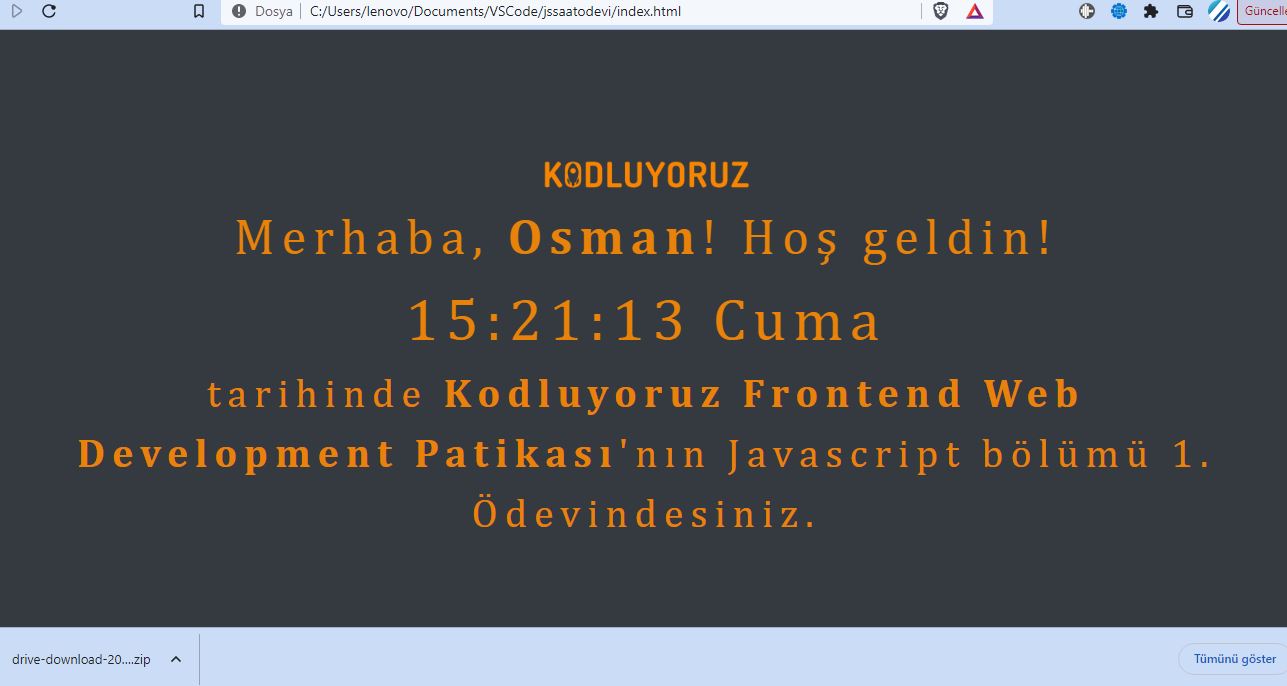 Dosya C:/Users/lenovo/Documents/VSCode/jssaatodevi/index.html
KODLUYORUZ
Merhaba, Osman! Hoş geldin!
15:21:13 Cuma
tarihinde Kodluyoruz Frontend Web
Development Patikası'nın Javascript bölümü 1.
Ödevindesiniz.
drive-download-20....zip Tümünü göster